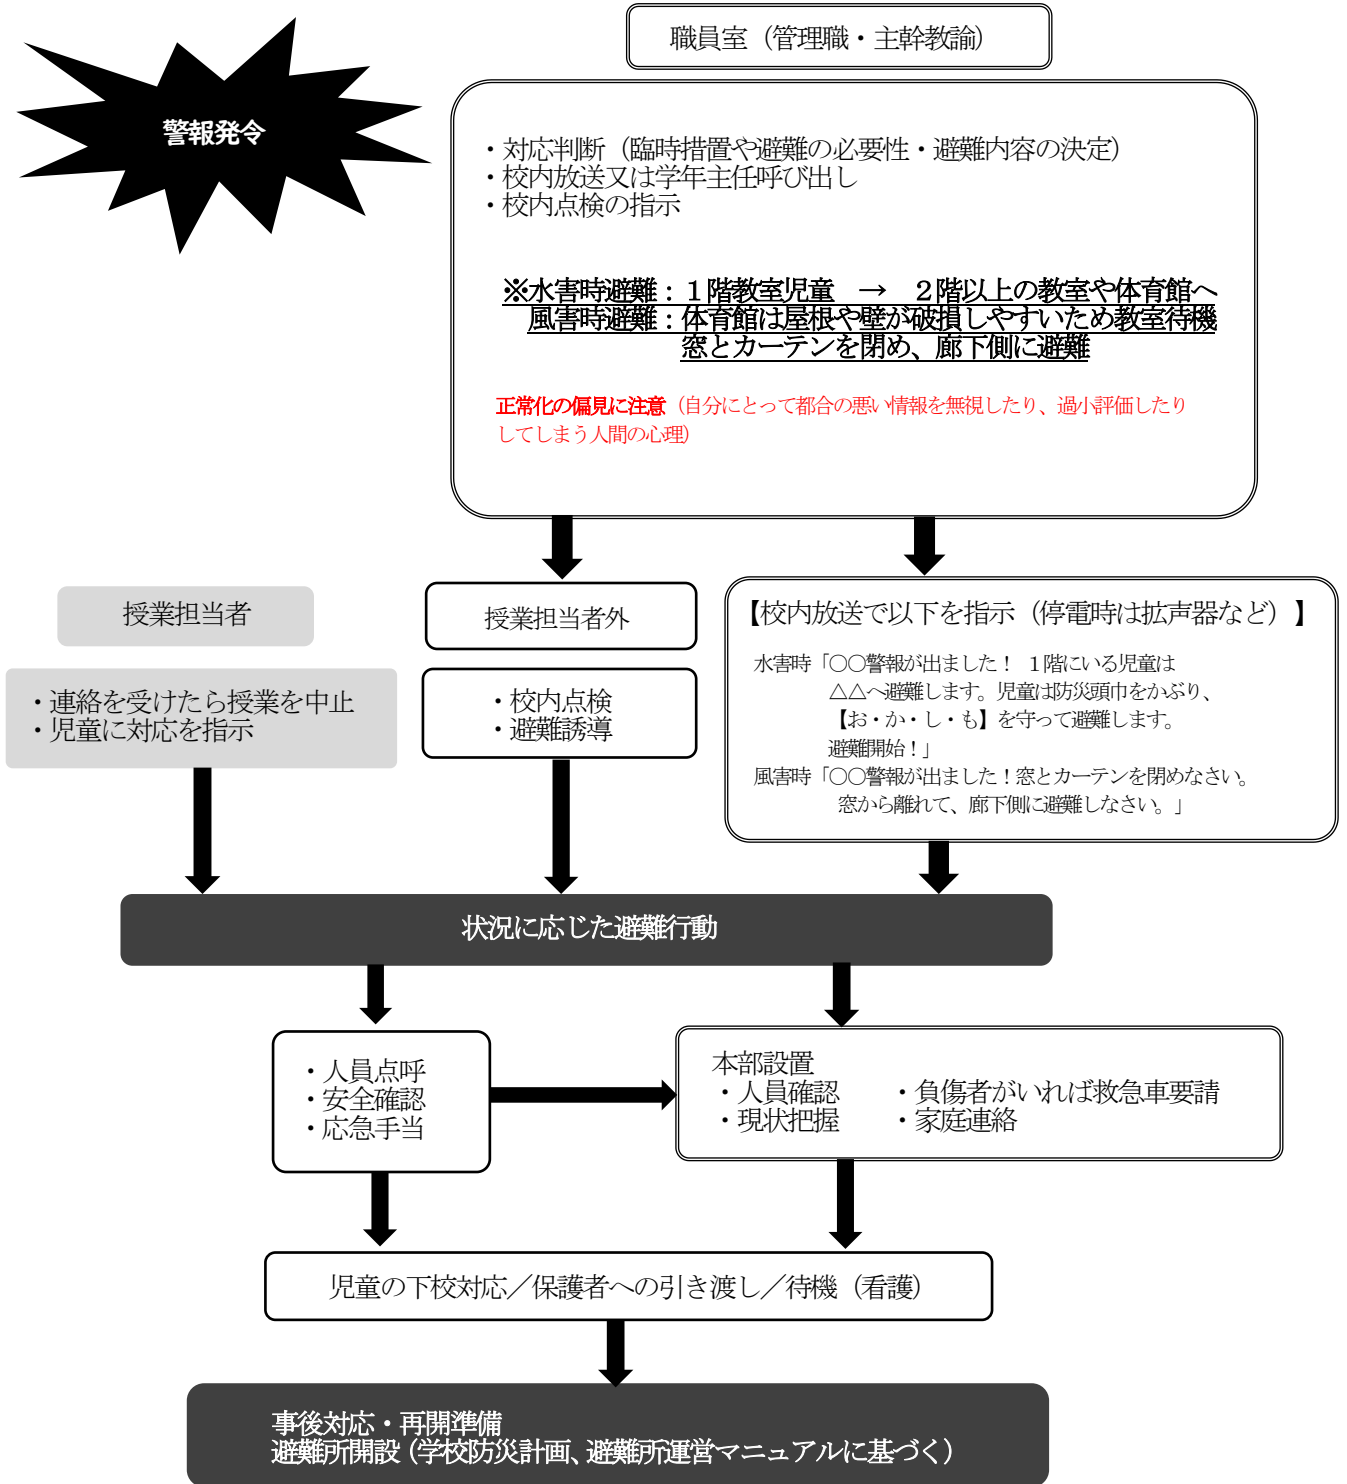 職員室（管理職・主幹教諭）
警報発令
・対応判断（臨時措置や避難の必要性・避難内容の決定）
・校内放送又は学年主任呼び出し
・校内点検の指示
※水害時避難：１階教室児童　→　２階以上の教室や体育館へ
風害時避難：体育館は屋根や壁が破損しやすいため教室待機
窓とカーテンを閉め、廊下側に避難
正常化の偏見に注意（自分にとって都合の悪い情報を無視したり、過小評価したり
してしまう人間の心理）
授業担当者
・連絡を受けたら授業を中止
・児童に対応を指示
授業担当者外
・校内点検
・避難誘導
【校内放送で以下を指示（停電時は拡声器など）】
水害時「〇〇警報が出ました！　１階にいる児童は
△△へ避難します。児童は防災頭巾をかぶり、
【お・か・し・も】を守って避難します。
避難開始！」
風害時「〇〇警報が出ました！窓とカーテンを閉めなさい。
窓から離れて、廊下側に避難しなさい。」
状況に応じた避難行動
・人員点呼
・安全確認
・応急手当
本部設置
・人員確認　　・負傷者がいれば救急車要請
・現状把握　　・家庭連絡
児童の下校対応／保護者への引き渡し／待機（看護）
事後対応・再開準備
避難所開設（学校防災計画、避難所運営マニュアルに基づく）